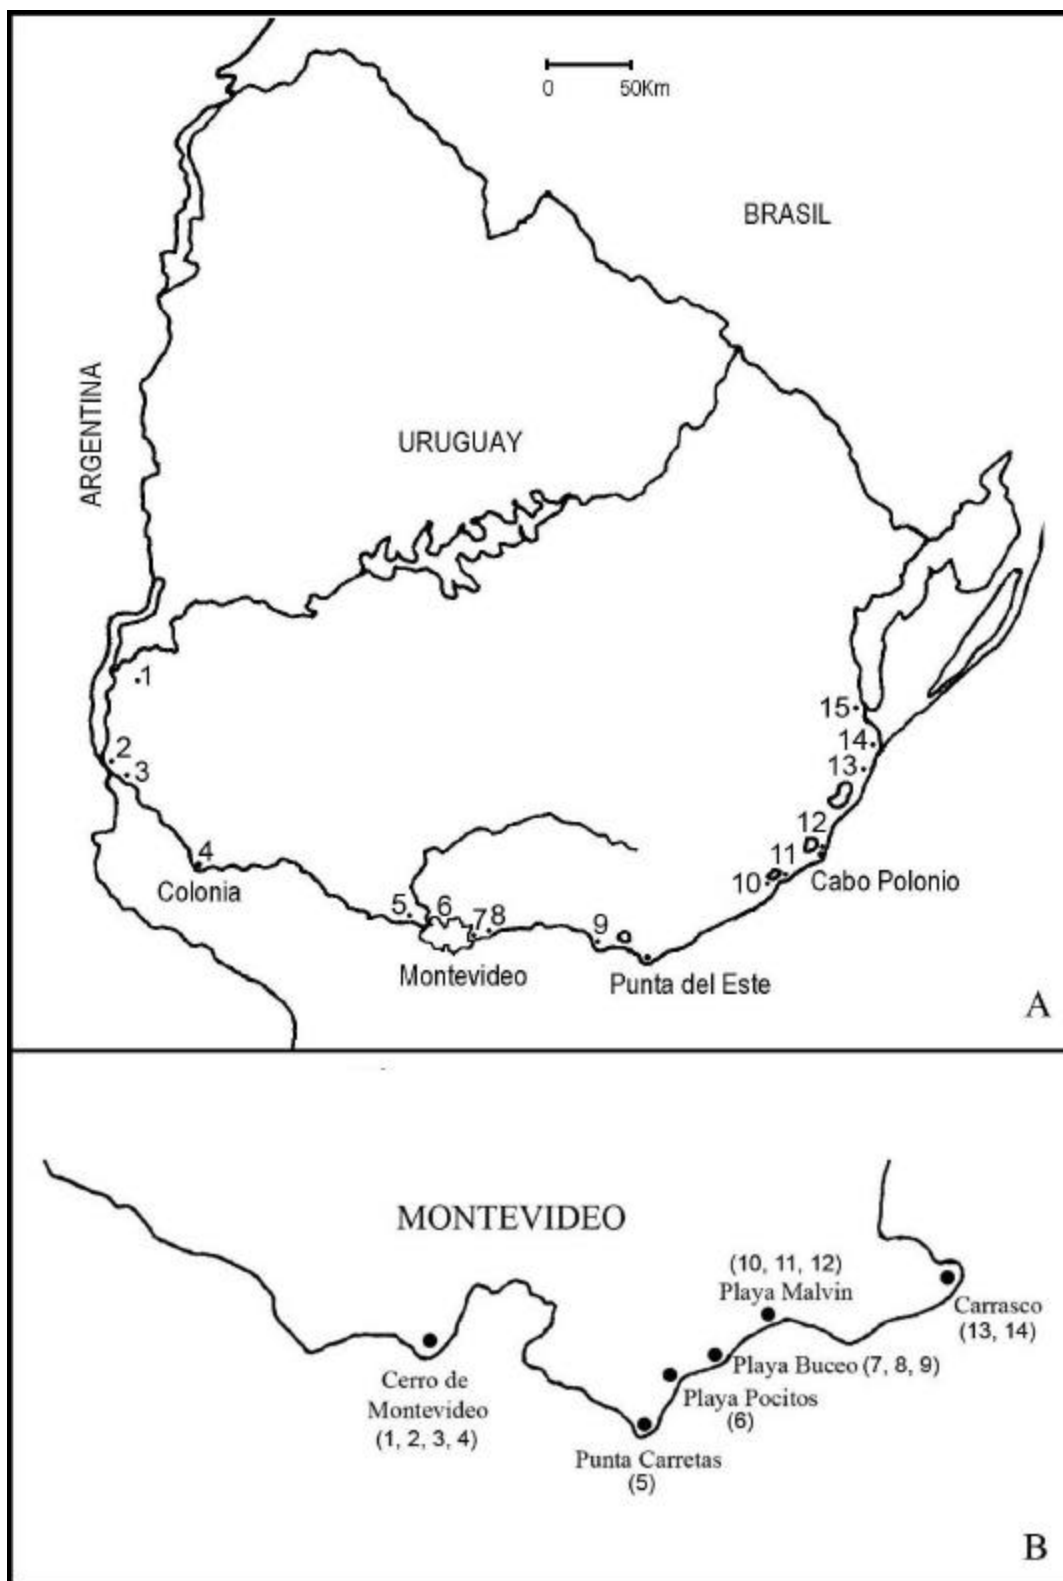 0 50Km
BRASIL
ARGENTINA
URUGUAY
1
2
3
4
Colonia
5
6
7
8
Montevideo
9
Punta del Este
10
11
12
Cabo Polonio
13
14
15
A
MONTEVIDEO
(10, 11, 12)
Playa Malvin
Carrasco
(13, 14)
Playa Buceo (7, 8, 9)
Cerro de
Montevideo
(1, 2, 3, 4)
Playa Pocitos
(6)
Punta Carretas
(5)
B